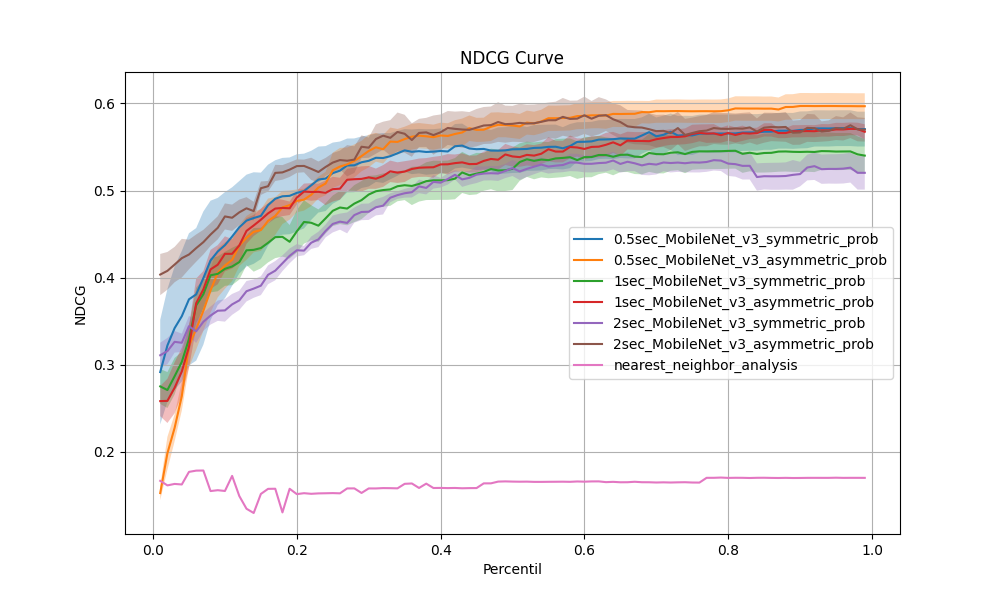 NDCG Curve
NDCG
0.6
0.5
0.4
0.3
0.2
0.5sec_MobileNet_v3_symmetric_prob
0.5sec_MobileNet_v3_asymmetric_prob
1sec_MobileNet_v3_symmetric_prob
1sec_MobileNet_v3_asymmetric_prob
2sec_MobileNet_v3_symmetric_prob
2sec_MobileNet_v3_asymmetric_prob
nearest_neighbor_analysis
0.0 0.2 0.4 0.6 0.8 1.0
Percentil